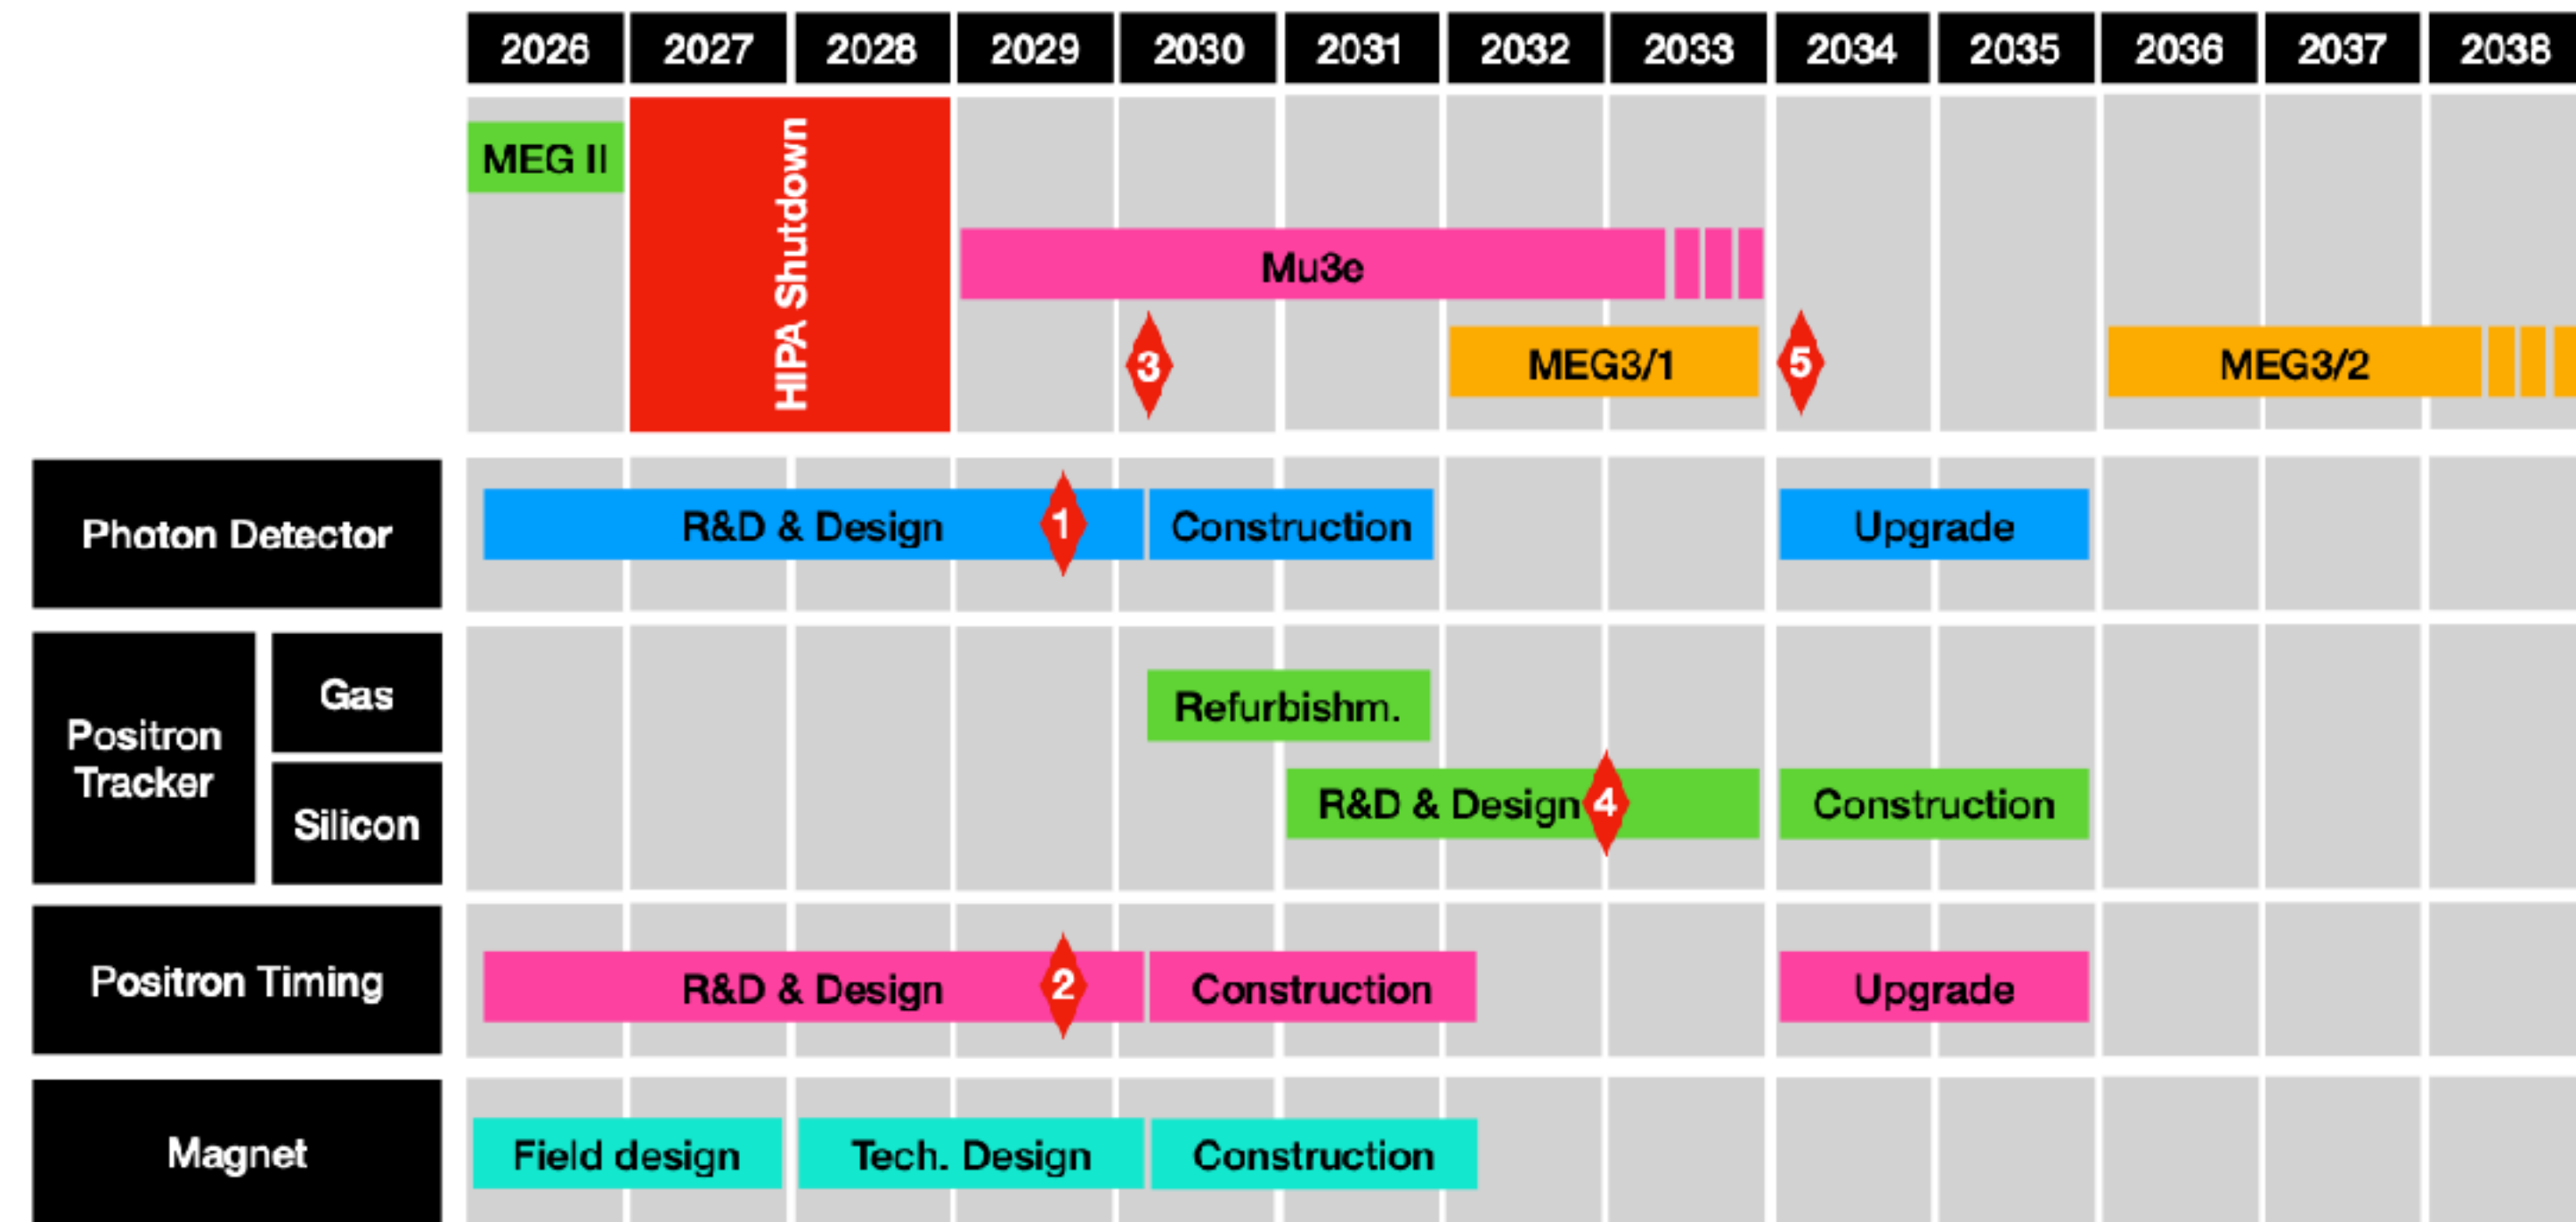 2026 2027 2028 2029 2030 2031 2032 2033 2034 2035 2036 2037 2038
MEG II
HIPA Shutdown
Mu3e
3
MEG3/1
5
MEG3/2
Photon Detector
R&D & Design
1
Construction
Upgrade
Positron
Tracker
Gas
Refurbishm.
Silicon
R&D & Design
4
Construction
Positron Timing
R&D & Design
2
Construction
Upgrade
Magnet
Field design
Tech. Design
Construction